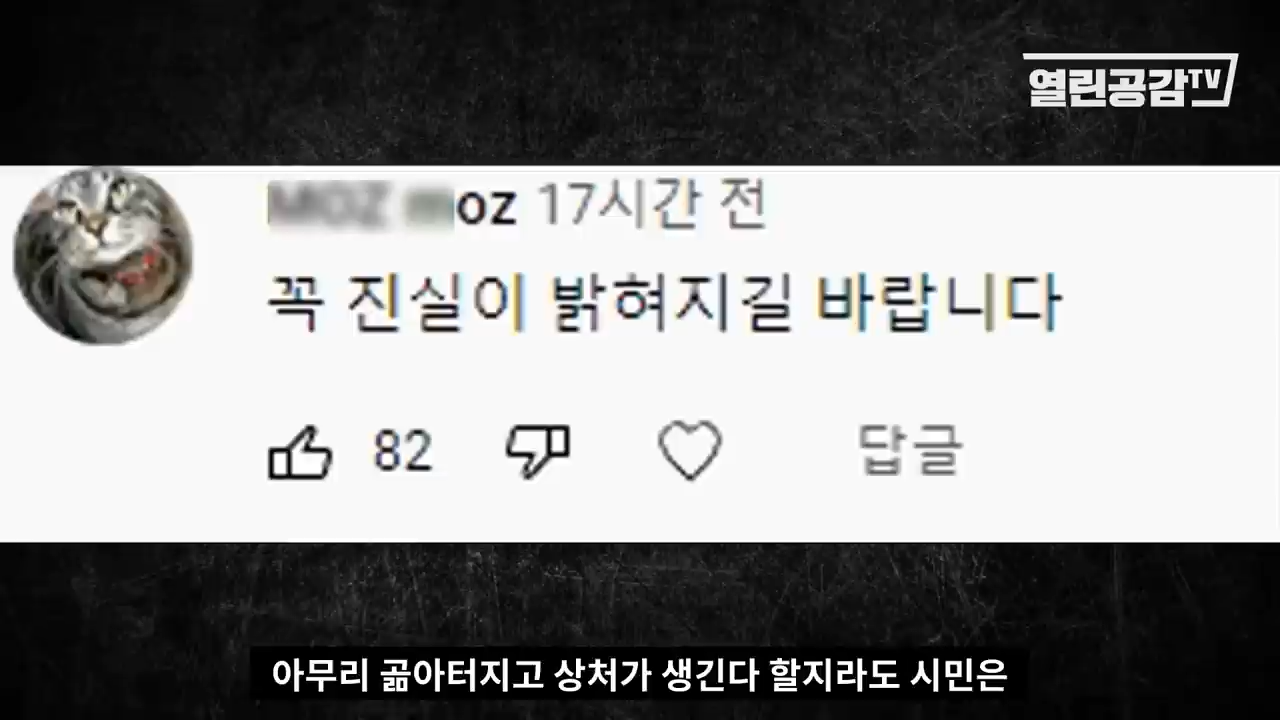 열린공감TV
oz 17시간 전
꼭 진실이 밝혀지길 바랍니다
82 답글
아무리 곪아터지고 상처가 생긴다 할지라도 시민은